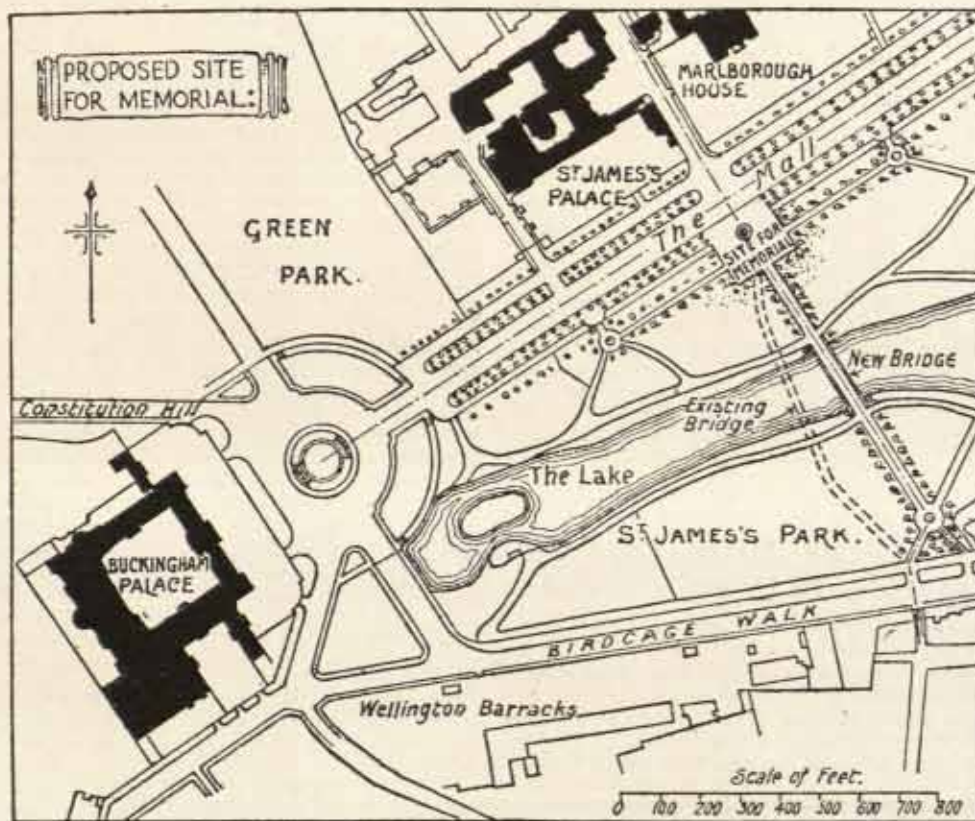 PROPOSED SITE
FOR MEMORIAL:
MARLBOROUGH
HOUSE
ST JAMES'S
PALACE
The Mall
GREEN
PARK.
SITE FOR
MEMORIAL
NEW BRIDGE
Constitution Hill
Existing
Bridge
The Lake
ST JAMES'S PARK.
BUCKINGHAM
PALACE
BIRDCAGE WALK
Wellington Barracks
Scale of Feet.
0 100 200 300 400 500 600 700 800